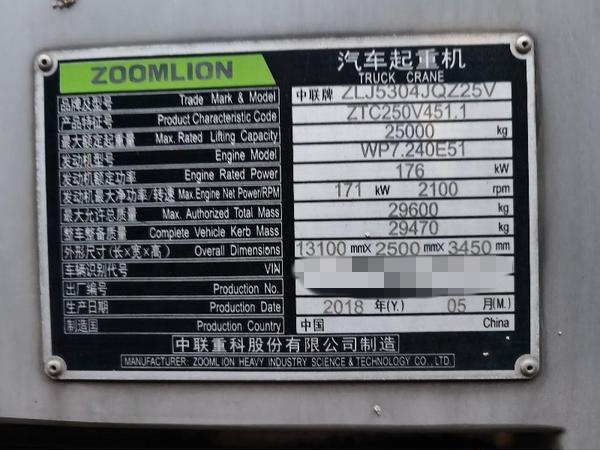 ZOOMLION
汽车起重机
TRUCK CRANE
品牌及型号 Trade Mark & Model 中联牌 ZLJ5304JQZ25V
产品特征号 Product Characteristic Code ZTC250V451.1
最大额定起重量 Max. Rated Lifting Capacity 25000 kg
发动机型号 Engine Model WP7.240E51
发动机额定功率 Engine Rated Power 176 kW
发动机最大净功率/转速 Max.Engine Net Power/RPM 171 kW 2100 rpm
最大允许总质量 Max. Authorized Total Mass 29600 kg
整车整备质量 Complete Vehicle Kerb Mass 29470 kg
外形尺寸(长×宽×高) Overall Dimensions 13100 mmX 2500 mmX 3450 mm
车辆识别代号 VIN
出厂编号 Production No.
生产日期 Production Date 2018 年(Y.) 05 月(M.)
制造国 Production Country 中国 China
中联重科股份有限公司制造
MANUFACTURER: ZOOMLION HEAVY INDUSTRY SCIENCE & TECHNOLOGY CO., LTD.